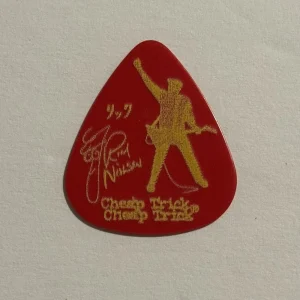 リック
Rick
Nielsen
Cheap Trick
Cheap Trick®